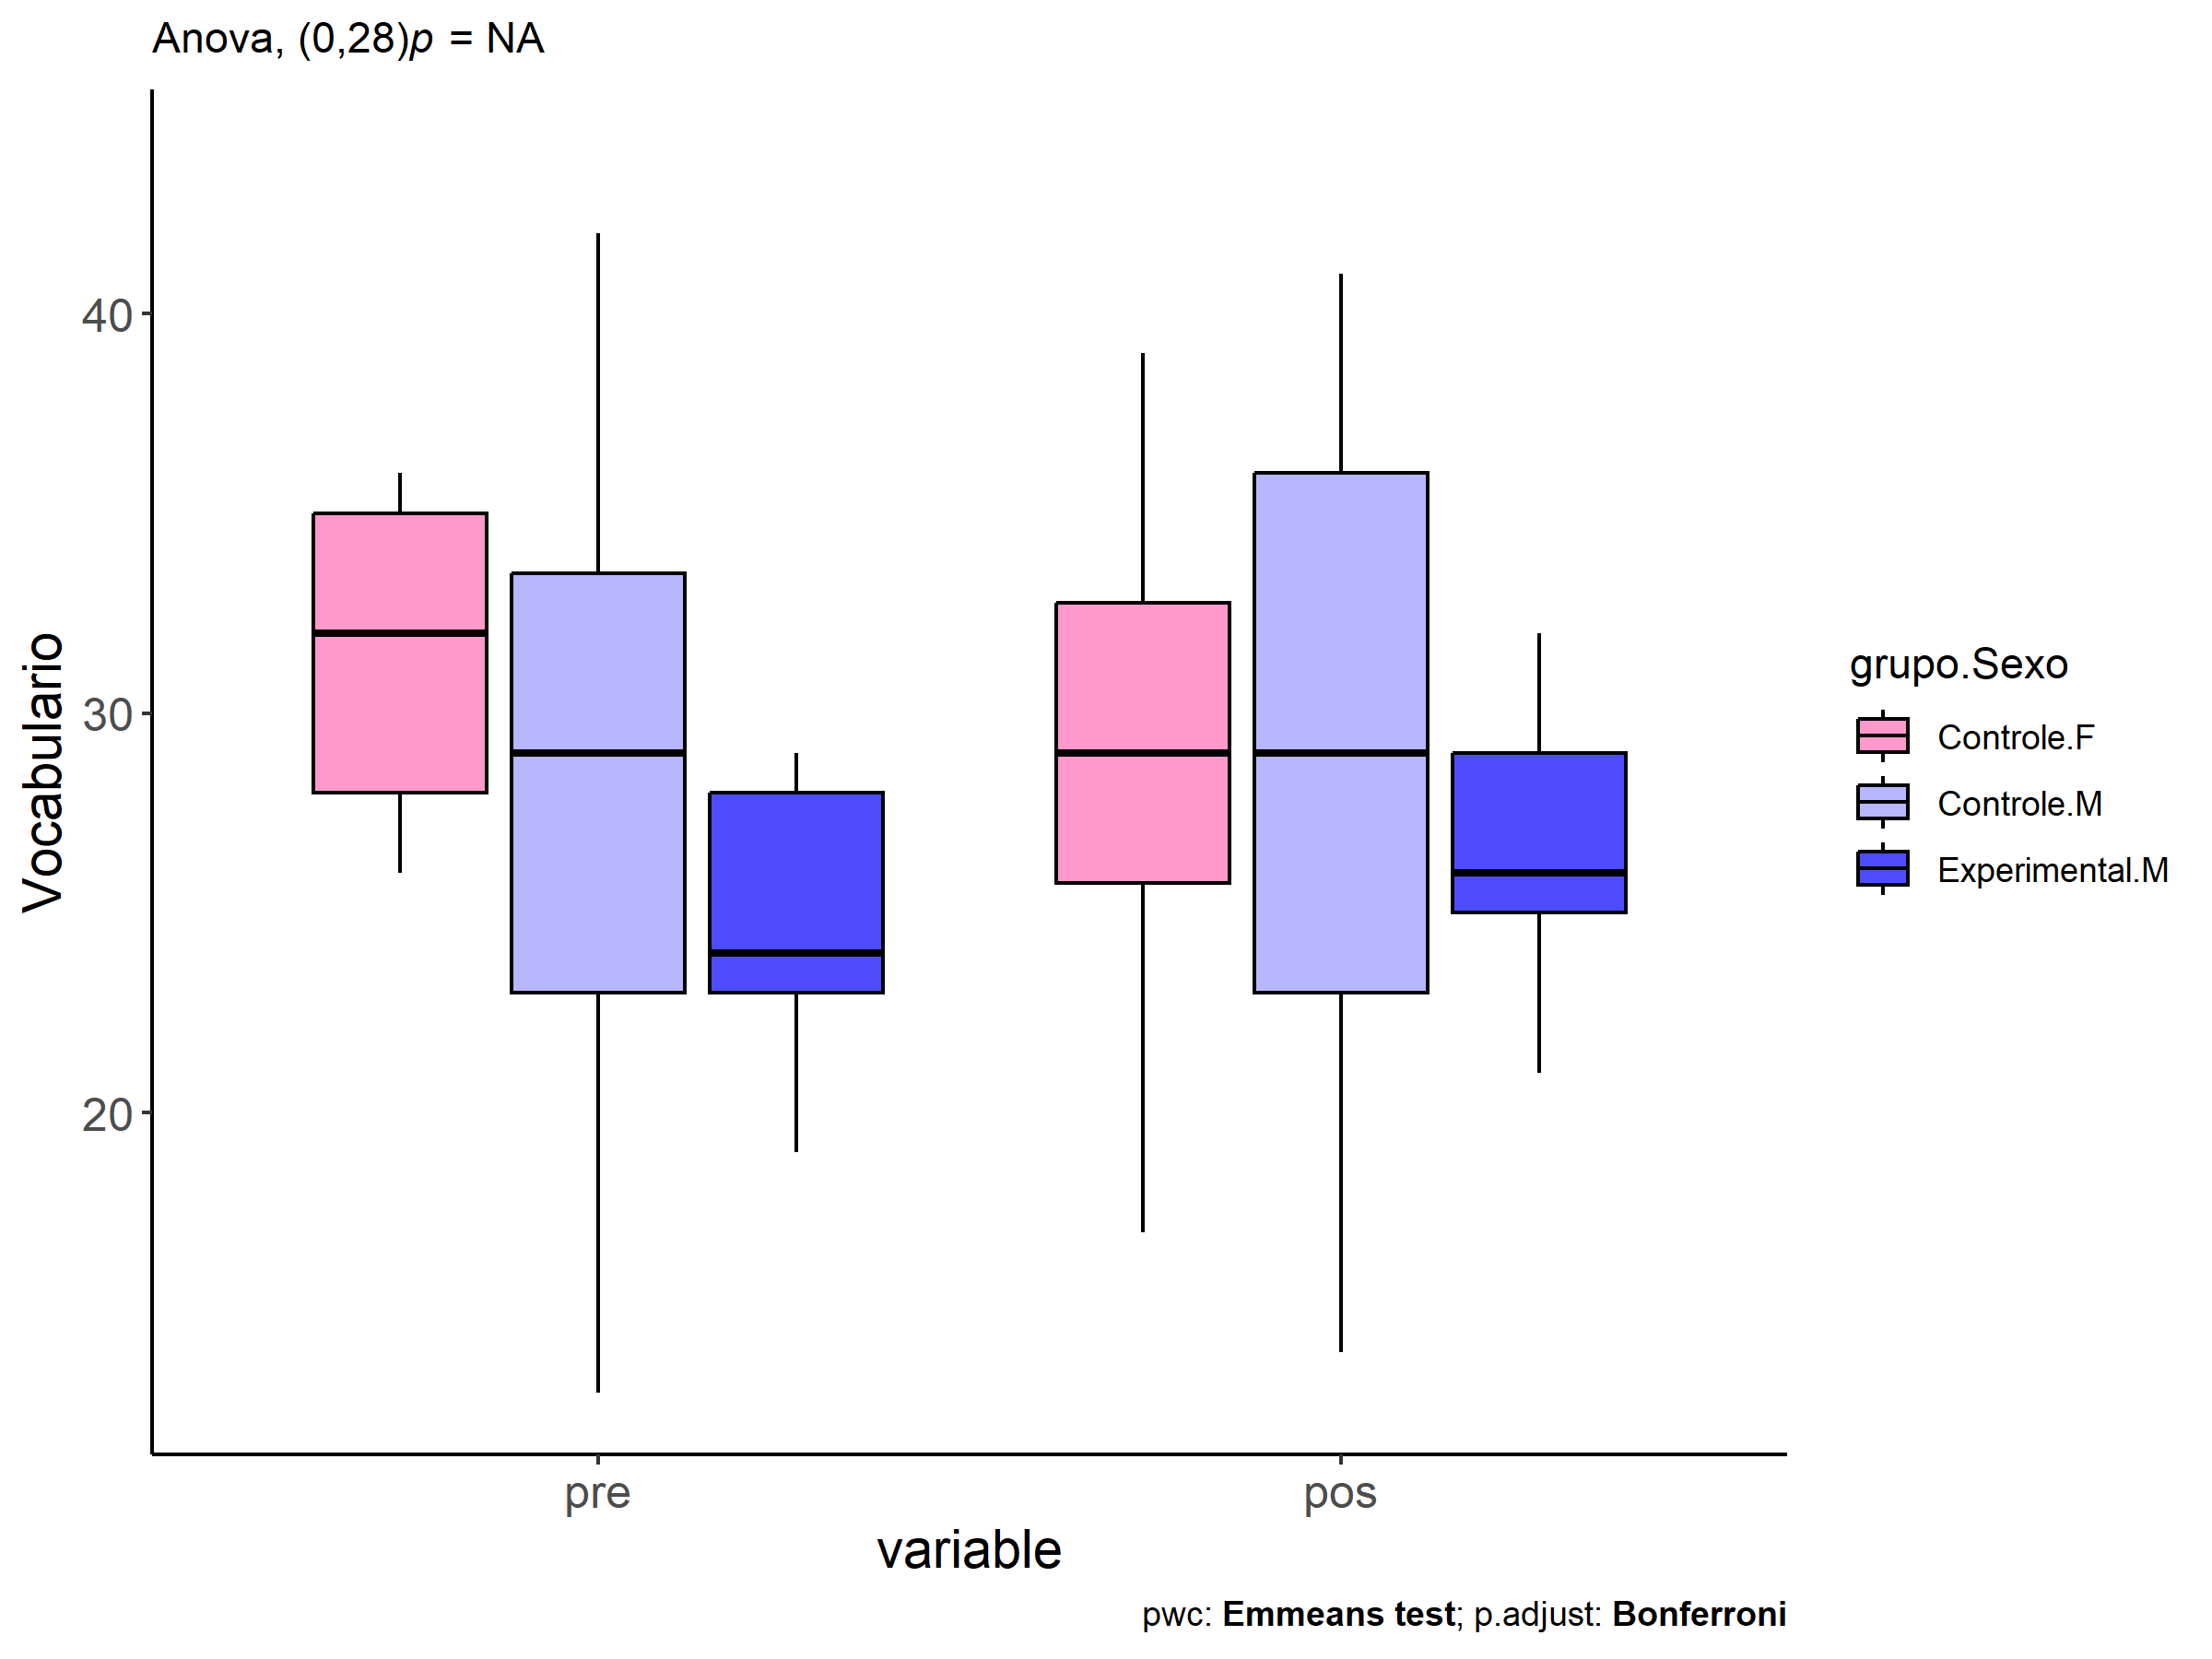 Anova, (0,28)p = NA
Vocabulario
40
30
20
pre
pos
variable
grupo.Sexo
Controle.F
Controle.M
Experimental.M
pwc: Emmeans test; p.adjust: Bonferroni